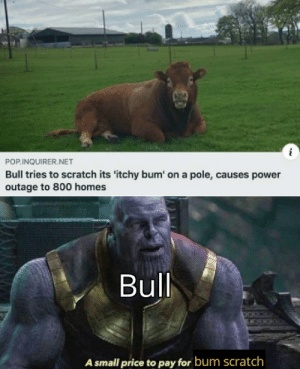 POP.INQUIRER.NET
Bull tries to scratch its 'itchy bum' on a pole, causes power
outage to 800 homes
Bull
A small price to pay for bum scratch